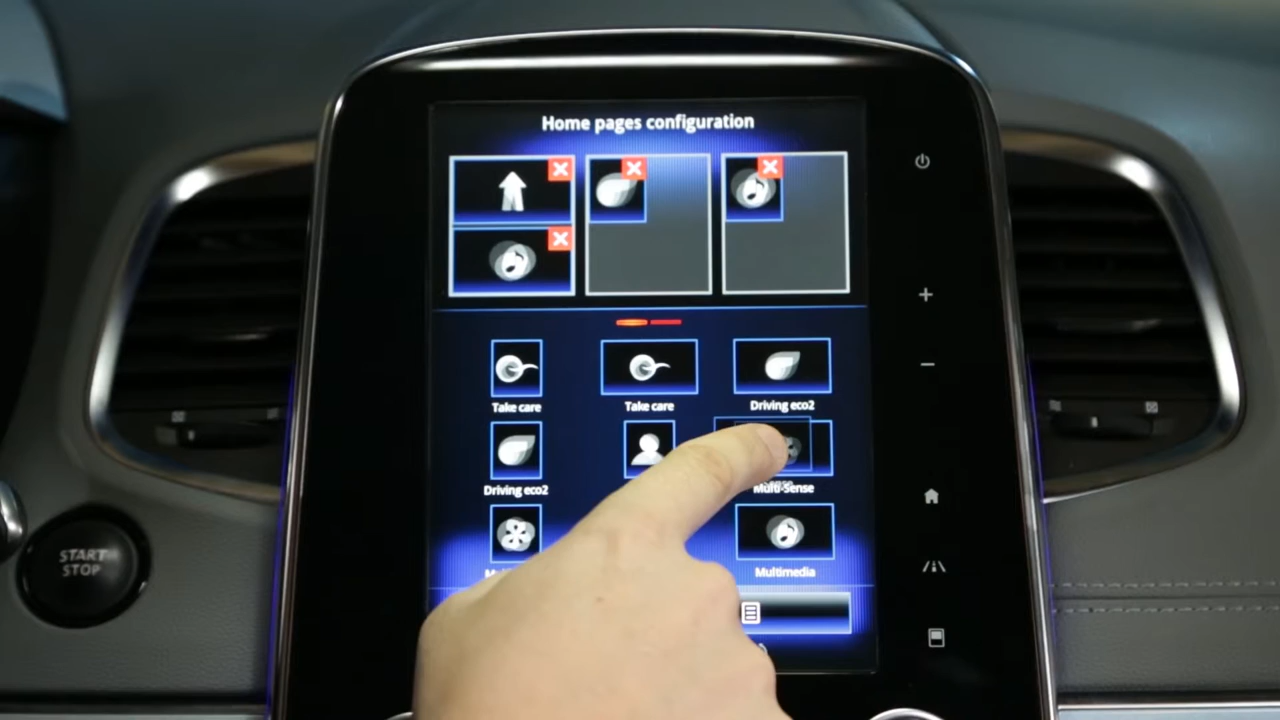 Home pages configuration
Take care
Take care
Driving eco2
Driving eco2
Multi-Sense
Multimedia
START
STOP